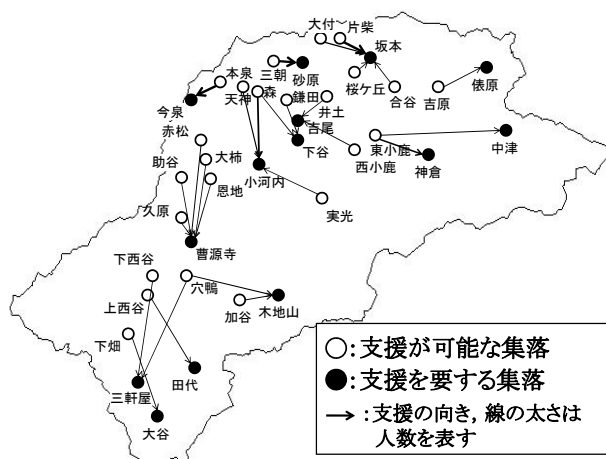 大付 片柴
坂本
三朝
砂原
本泉
天神
森
鎌田
井土
桜ケ丘
合谷
吉原
俵原
今泉
赤松
吉尾
下谷
西小鹿
東小鹿
神倉
中津
助谷
大柿
恩地
小河内
実光
久原
曹源寺
下西谷
上西谷
穴鴨
加谷
木地山
下畑
三軒屋
田代
大谷
○:支援が可能な集落
●:支援を要する集落
→:支援の向き，線の太さは
人数を表す